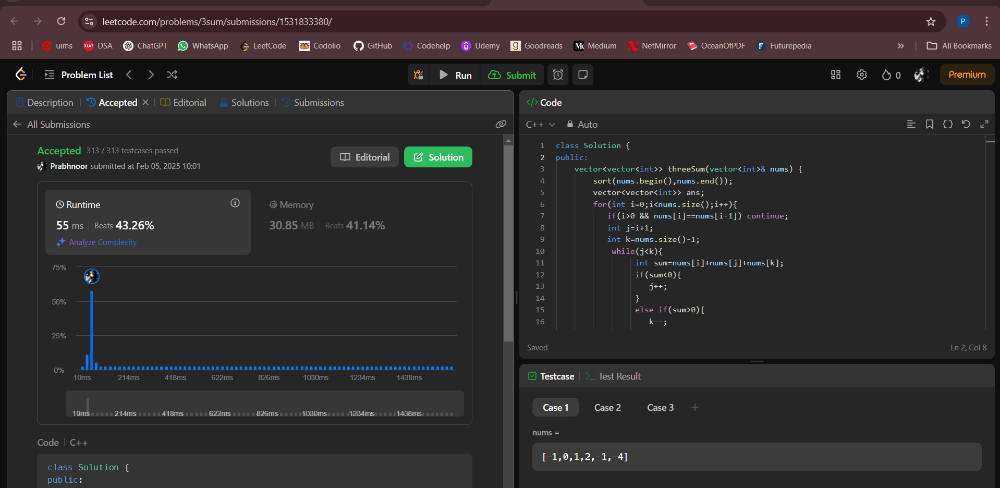 leetcode.com/problems/3sum/submissions/1531833380/
P
uims
TUF DSA
ChatGPT
WhatsApp
LeetCode
Codolio
GitHub
Codehelp
Udemy
g Goodreads
Medium
NetMirror
OceanOfPDF
F Futurepedia
» All Bookmarks
Problem List
Run
Submit
0
Premium
Description
Accepted
Editorial
Solutions
Submissions
All Submissions
Accepted 313 / 313 testcases passed
Prabhnoor submitted at Feb 05, 2025 10:01
Editorial
Solution
Runtime
55 ms | Beats 43.26%
Analyze Complexity
Memory
30.85 MB | Beats 41.14%
75%
50%
25%
0%
10ms 214ms 418ms 622ms 826ms 1030ms 1234ms 1438ms
10ms 214ms 418ms 622ms 826ms 1030ms 1234ms 1438ms
Code | C++
class Solution {
public:
</> Code
C++ Auto
1 class Solution {
2 public:
3 vector<vector<int>> threeSum(vector<int>& nums) {
4 sort(nums.begin(),nums.end());
5 vector<vector<int>> ans;
6 for(int i=0;i<nums.size();i++){
7 if(i>0 && nums[i]==nums[i-1]) continue;
8 int j=i+1;
9 int k=nums.size()-1;
10 while(j<k){
11 int sum=nums[i]+nums[j]+nums[k];
12 if(sum<0){
13 j++;
14 }
15 else if(sum>0){
16 k--;
Saved
Ln 2, Col 8
Testcase | >_ Test Result
Case 1 Case 2 Case 3 +
nums =
[-1,0,1,2,-1,-4]